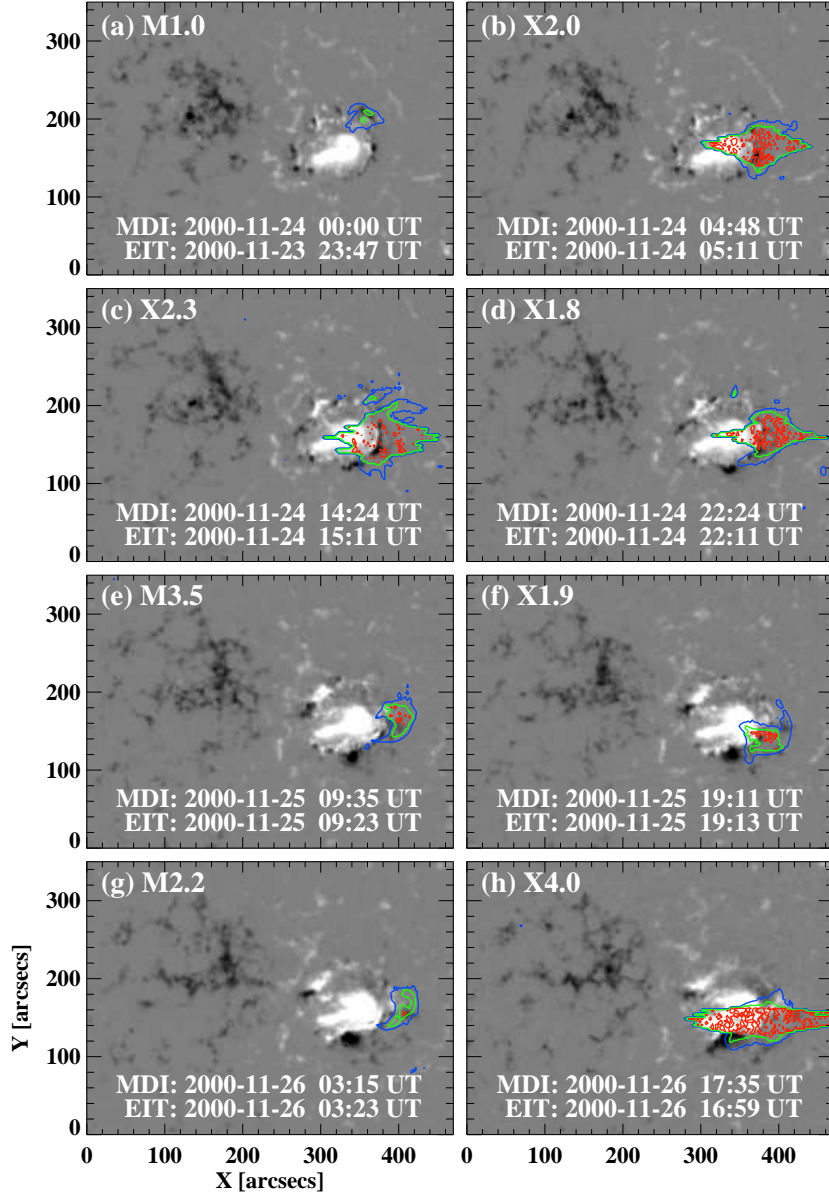 (a) M1.0
(b) X2.0
300
200
100
0
MDI: 2000-11-24 00:00 UT
EIT: 2000-11-23 23:47 UT
MDI: 2000-11-24 04:48 UT
EIT: 2000-11-24 05:11 UT
(c) X2.3
(d) X1.8
300
200
100
0
MDI: 2000-11-24 14:24 UT
EIT: 2000-11-24 15:11 UT
MDI: 2000-11-24 22:24 UT
EIT: 2000-11-24 22:11 UT
(e) M3.5
(f) X1.9
300
200
100
0
MDI: 2000-11-25 09:35 UT
EIT: 2000-11-25 09:23 UT
MDI: 2000-11-25 19:11 UT
EIT: 2000-11-25 19:13 UT
(g) M2.2
(h) X4.0
300
200
100
0
Y [arcsecs]
MDI: 2000-11-26 03:15 UT
EIT: 2000-11-26 03:23 UT
MDI: 2000-11-26 17:35 UT
EIT: 2000-11-26 16:59 UT
0 100 200 300 400
0 100 200 300 400
X [arcsecs]